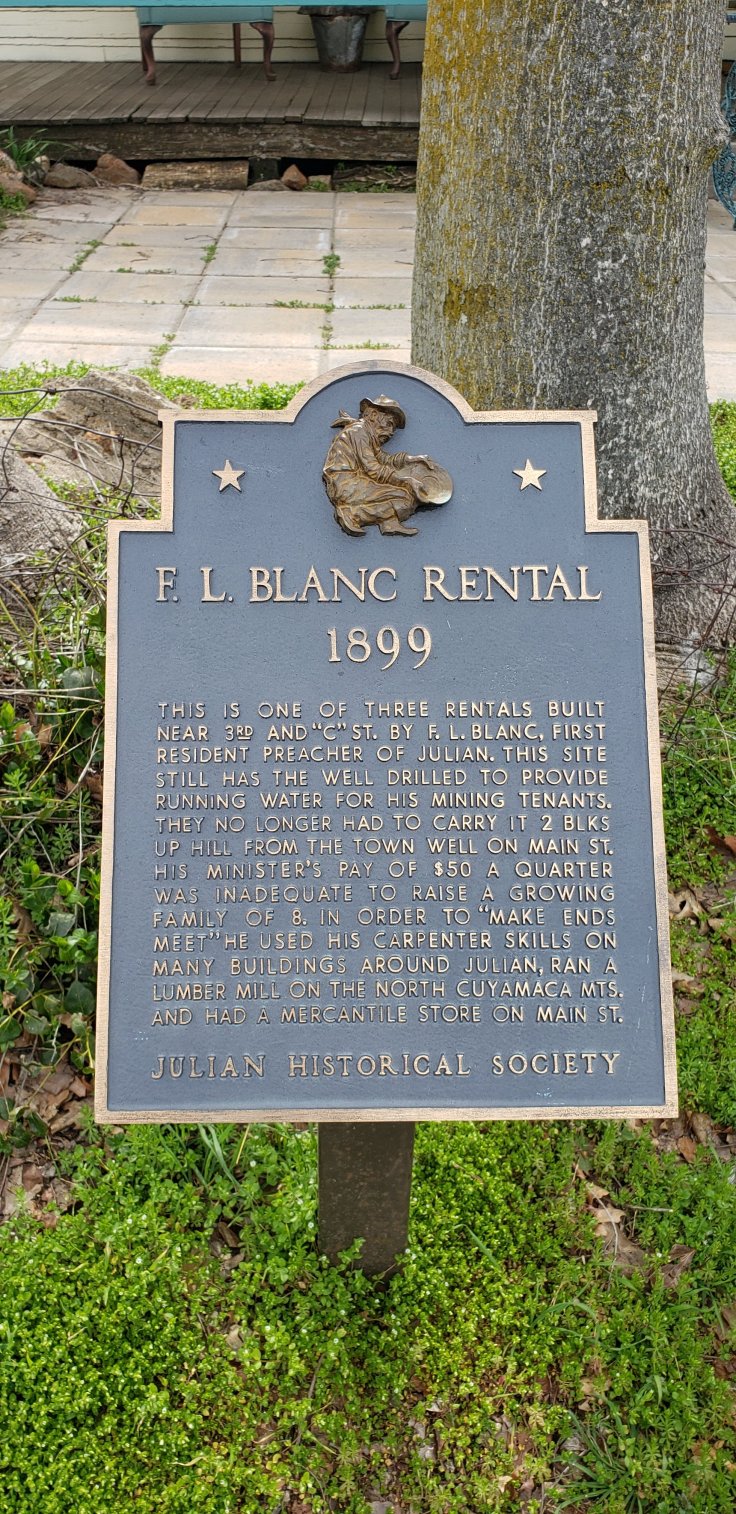 F. L. BLANC RENTAL
1899
THIS IS ONE OF THREE RENTALS BUILT
NEAR 3RD AND "C" ST. BY F. L. BLANC, FIRST
RESIDENT PREACHER OF JULIAN. THIS SITE
STILL HAS THE WELL DRILLED TO PROVIDE
RUNNING WATER FOR HIS MINING TENANTS.
THEY NO LONGER HAD TO CARRY IT 2 BLKS
UP HILL FROM THE TOWN WELL ON MAIN ST.
HIS MINISTER'S PAY OF $50 A QUARTER
WAS INADEQUATE TO RAISE A GROWING
FAMILY OF 8. IN ORDER TO "MAKE ENDS
MEET" HE USED HIS CARPENTER SKILLS ON
MANY BUILDINGS AROUND JULIAN, RAN A
LUMBER MILL ON THE NORTH CUYAMACA MTS.
AND HAD A MERCANTILE STORE ON MAIN ST.
JULIAN HISTORICAL SOCIETY